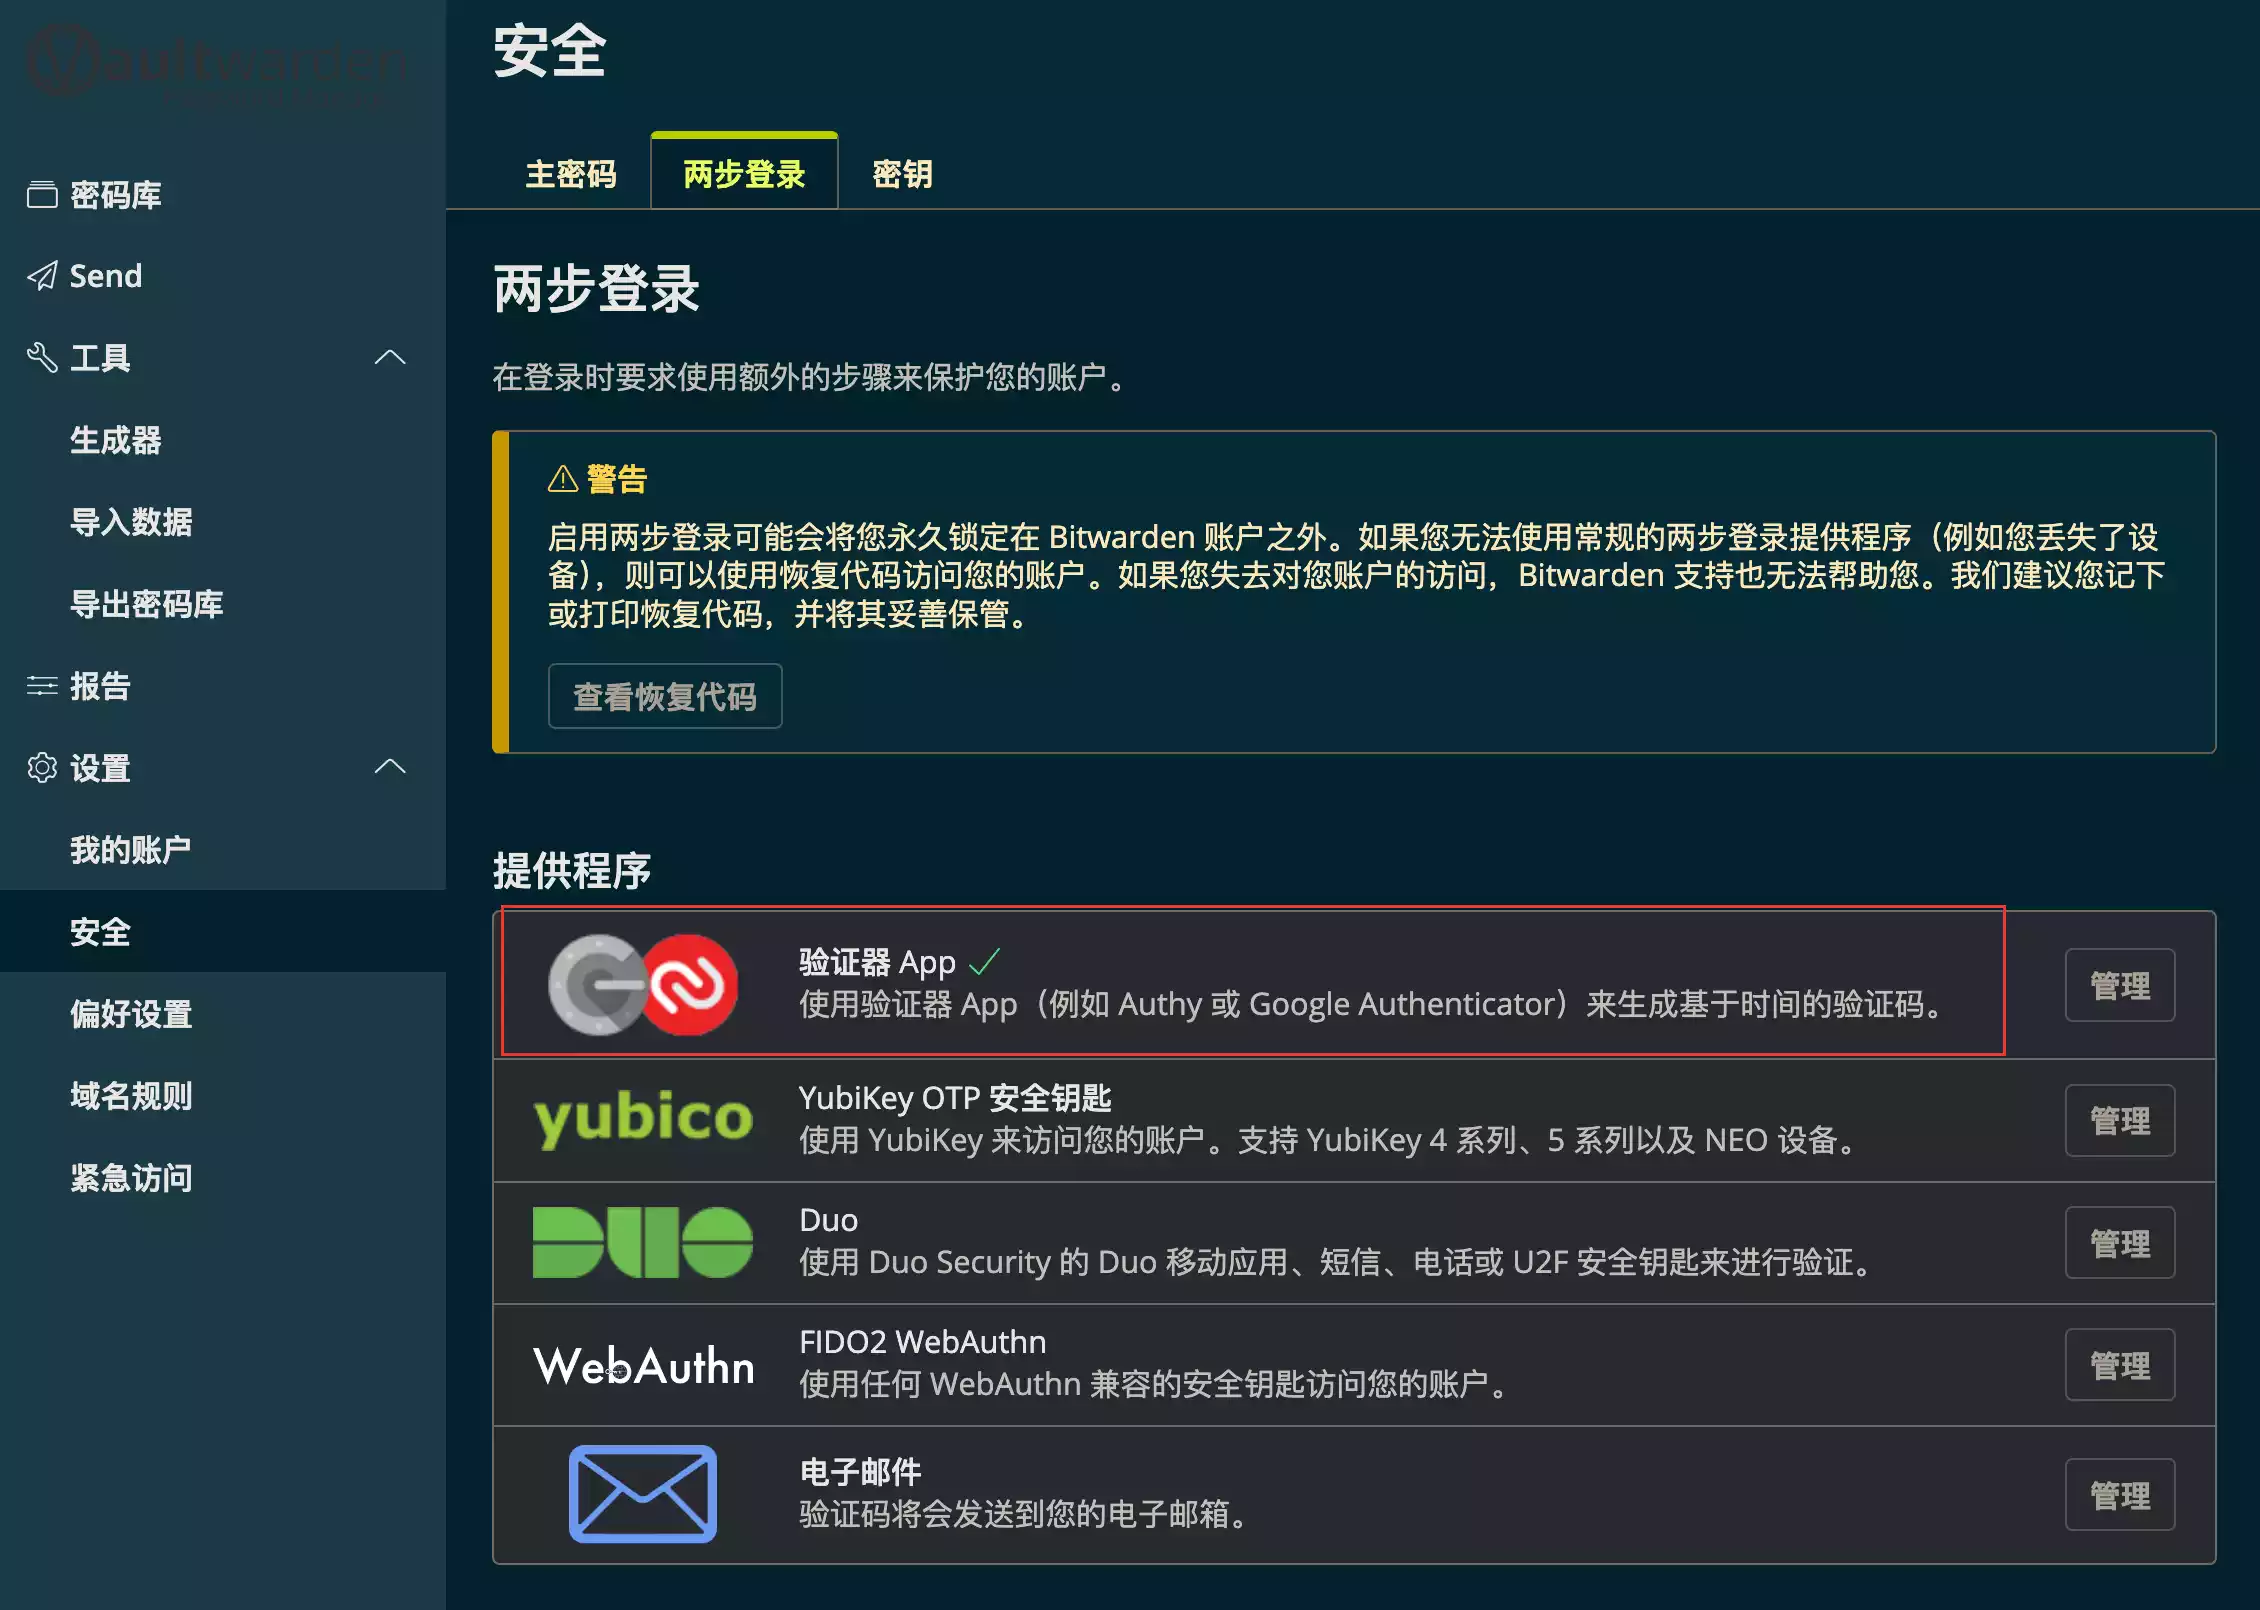 Vaultwarden
密码库
Send
工具
生成器
导入数据
导出密码库
报告
设置
我的账户
安全
偏好设置
域名规则
紧急访问
安全
主密码
两步登录
密钥
两步登录
在登录时要求使用额外的步骤来保护您的账户。
警告
启用两步登录可能会将您永久锁定在 Bitwarden 账户之外。如果您无法使用常规的两步登录提供程序（例如您丢失了设
备），则可以使用恢复代码访问您的账户。如果您失去对您账户的访问，Bitwarden 支持也无法帮助您。我们建议您记下
或打印恢复代码，并将其妥善保管。
查看恢复代码
提供程序
验证器 App
使用验证器 App（例如 Authy 或 Google Authenticator）来生成基于时间的验证码。
管理
yubico
YubiKey OTP 安全钥匙
使用 YubiKey 来访问您的账户。支持 YubiKey 4 系列、5 系列以及 NEO 设备。
管理
DUO
Duo
使用 Duo Security 的 Duo 移动应用、短信、电话或 U2F 安全钥匙来进行验证。
管理
WebAuthn
FIDO2 WebAuthn
使用任何 WebAuthn 兼容的安全钥匙访问您的账户。
管理
电子邮件
验证码将会发送到您的电子邮箱。
管理